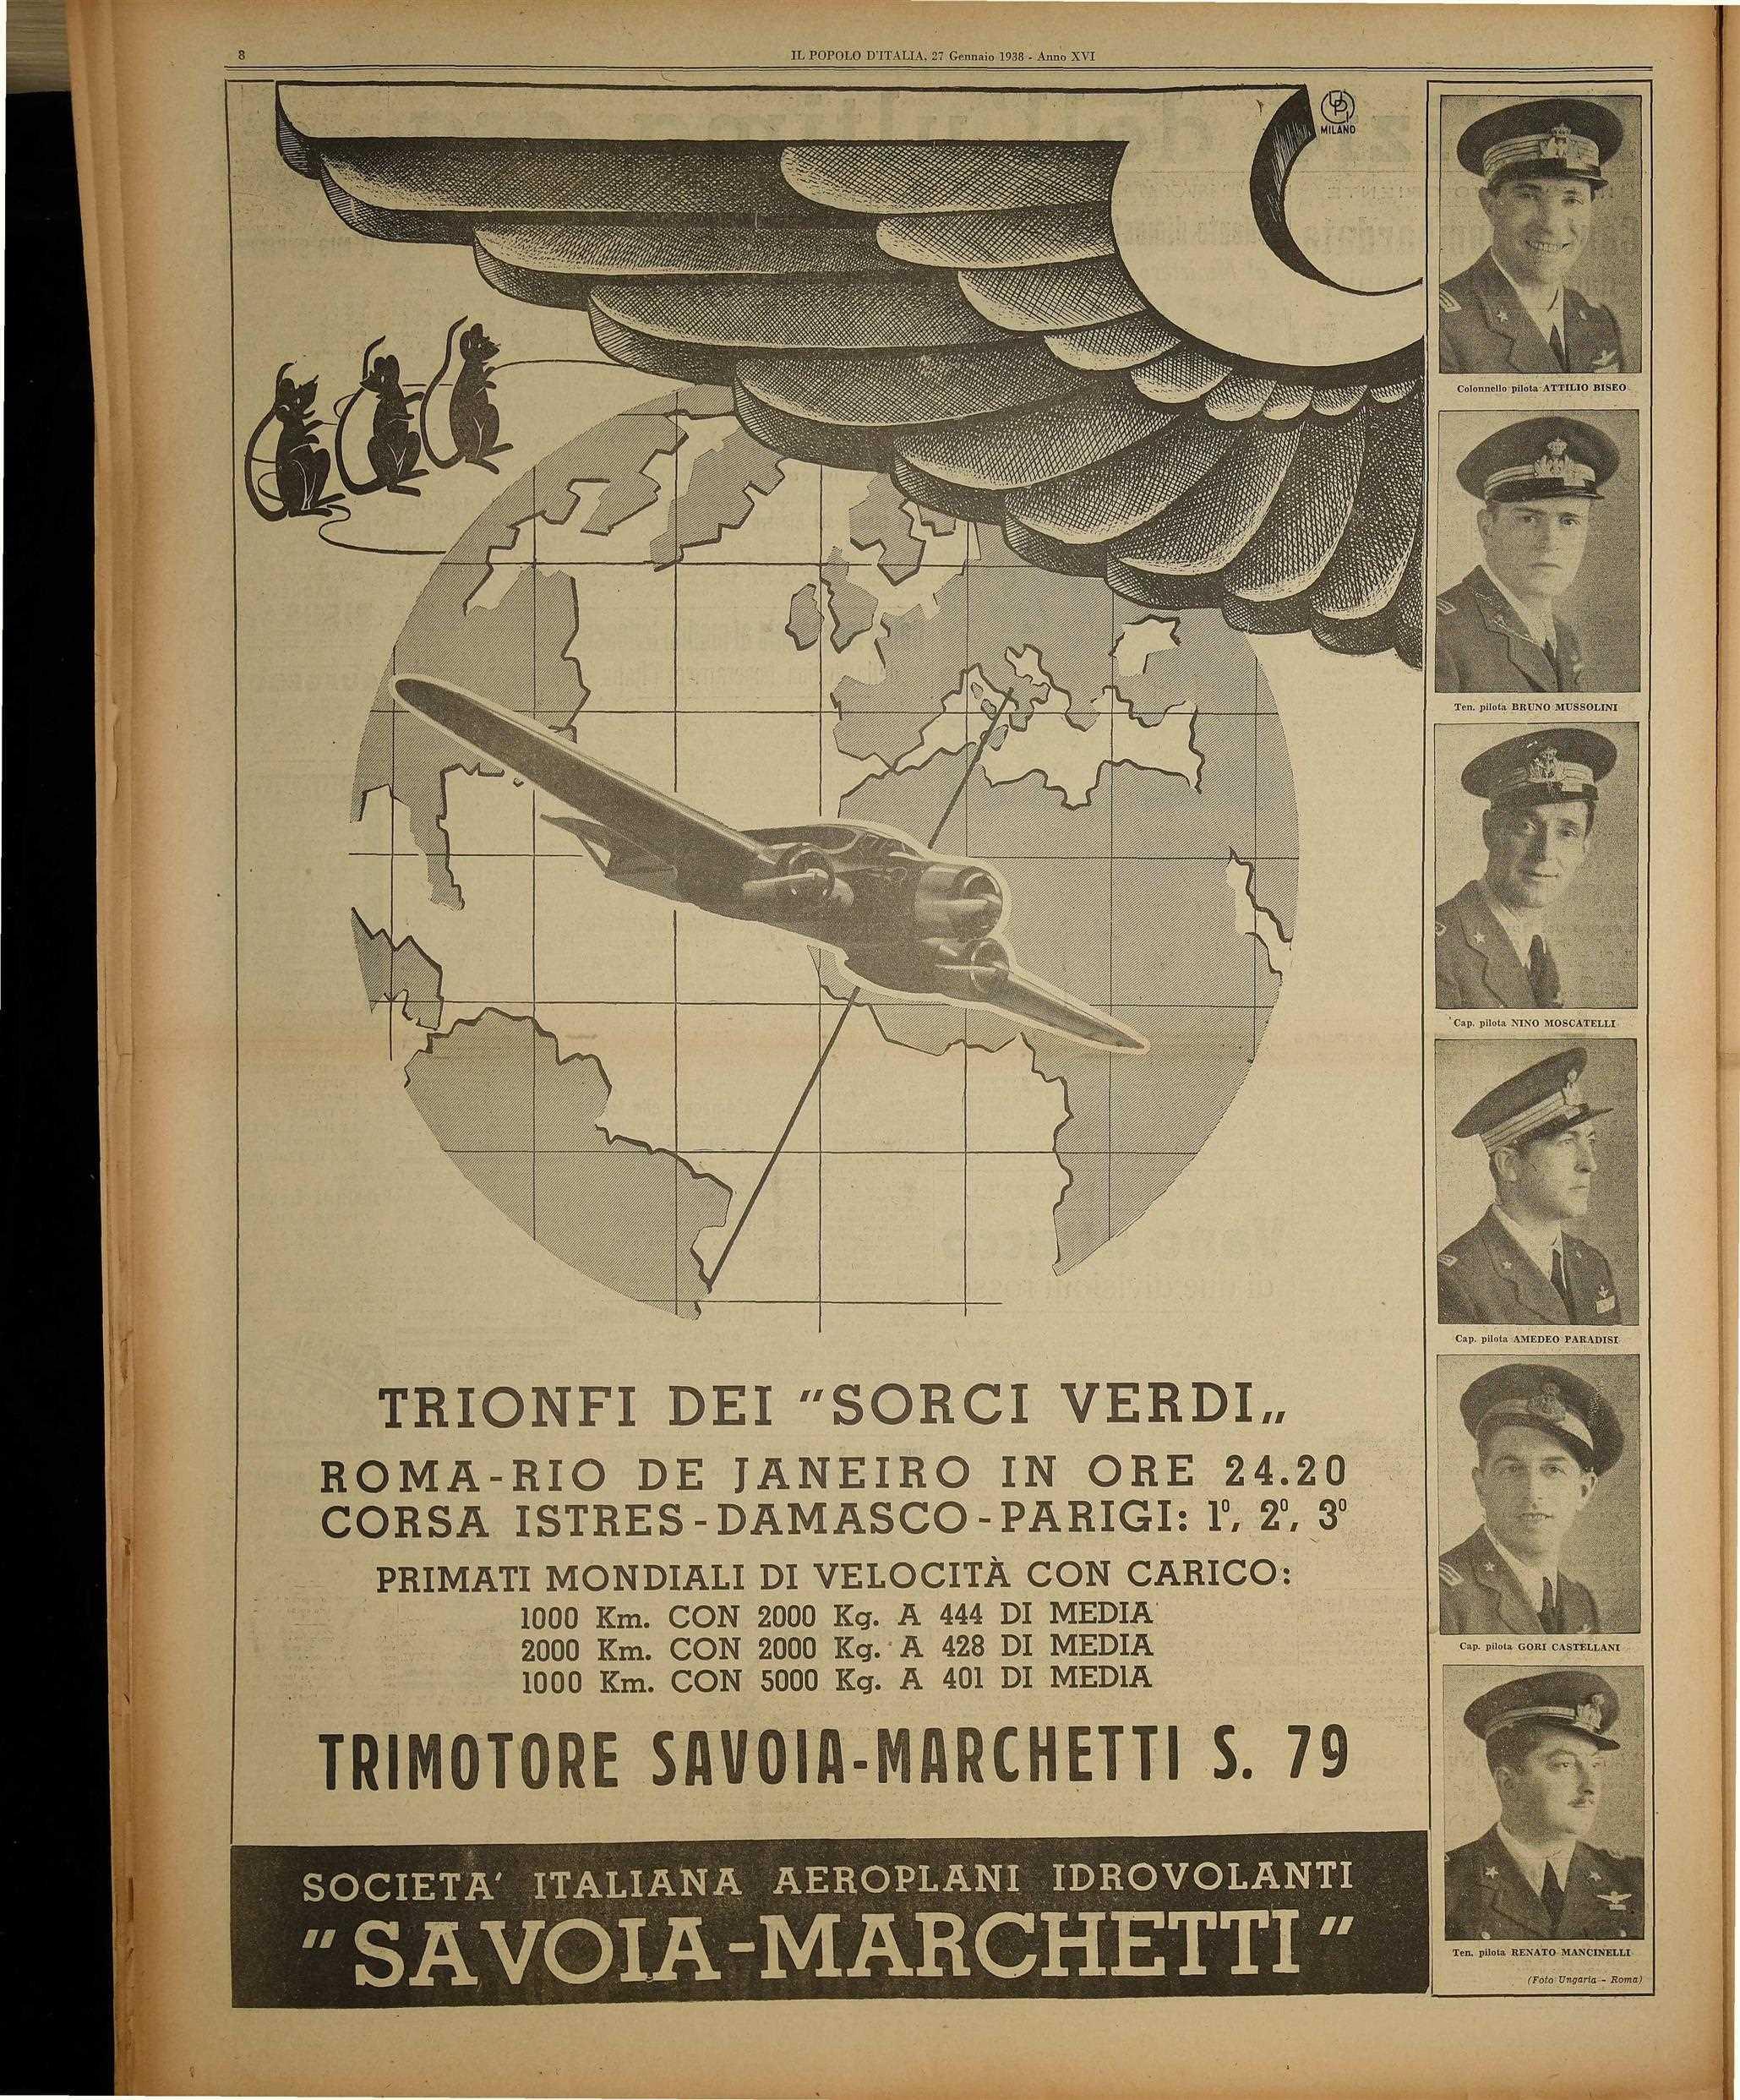 8
IL POPOLO D'ITALIA, 27 Gennaio 1938 - Anno XVI
UPI
MILANO
Colonnello pilota ATTILIO BISEO
Ten. pilota BRUNO MUSSOLINI
Cap. pilota NINO MOSCATELLI
Cap. pilota AMEDEO PARADISI
Cap. pilota GORI CASTELLANI
Ten. pilota RENATO MANCINELLI
(Foto Ungaria - Roma)
TRIONFI DEI "SORCI VERDI„
ROMA-RIO DE JANEIRO IN ORE 24.20
CORSA ISTRES-DAMASCO-PARIGI: 1º, 2º, 3º
PRIMATI MONDIALI DI VELOCITÀ CON CARICO:
1000 Km. CON 2000 Kg. A 444 DI MEDIA
2000 Km. CON 2000 Kg. A 428 DI MEDIA
1000 Km. CON 5000 Kg. A 401 DI MEDIA
TRIMOTORE SAVOIA-MARCHETTI S. 79
SOCIETA' ITALIANA AEROPLANI IDROVOLANTI
"SAVOIA-MARCHETTI"